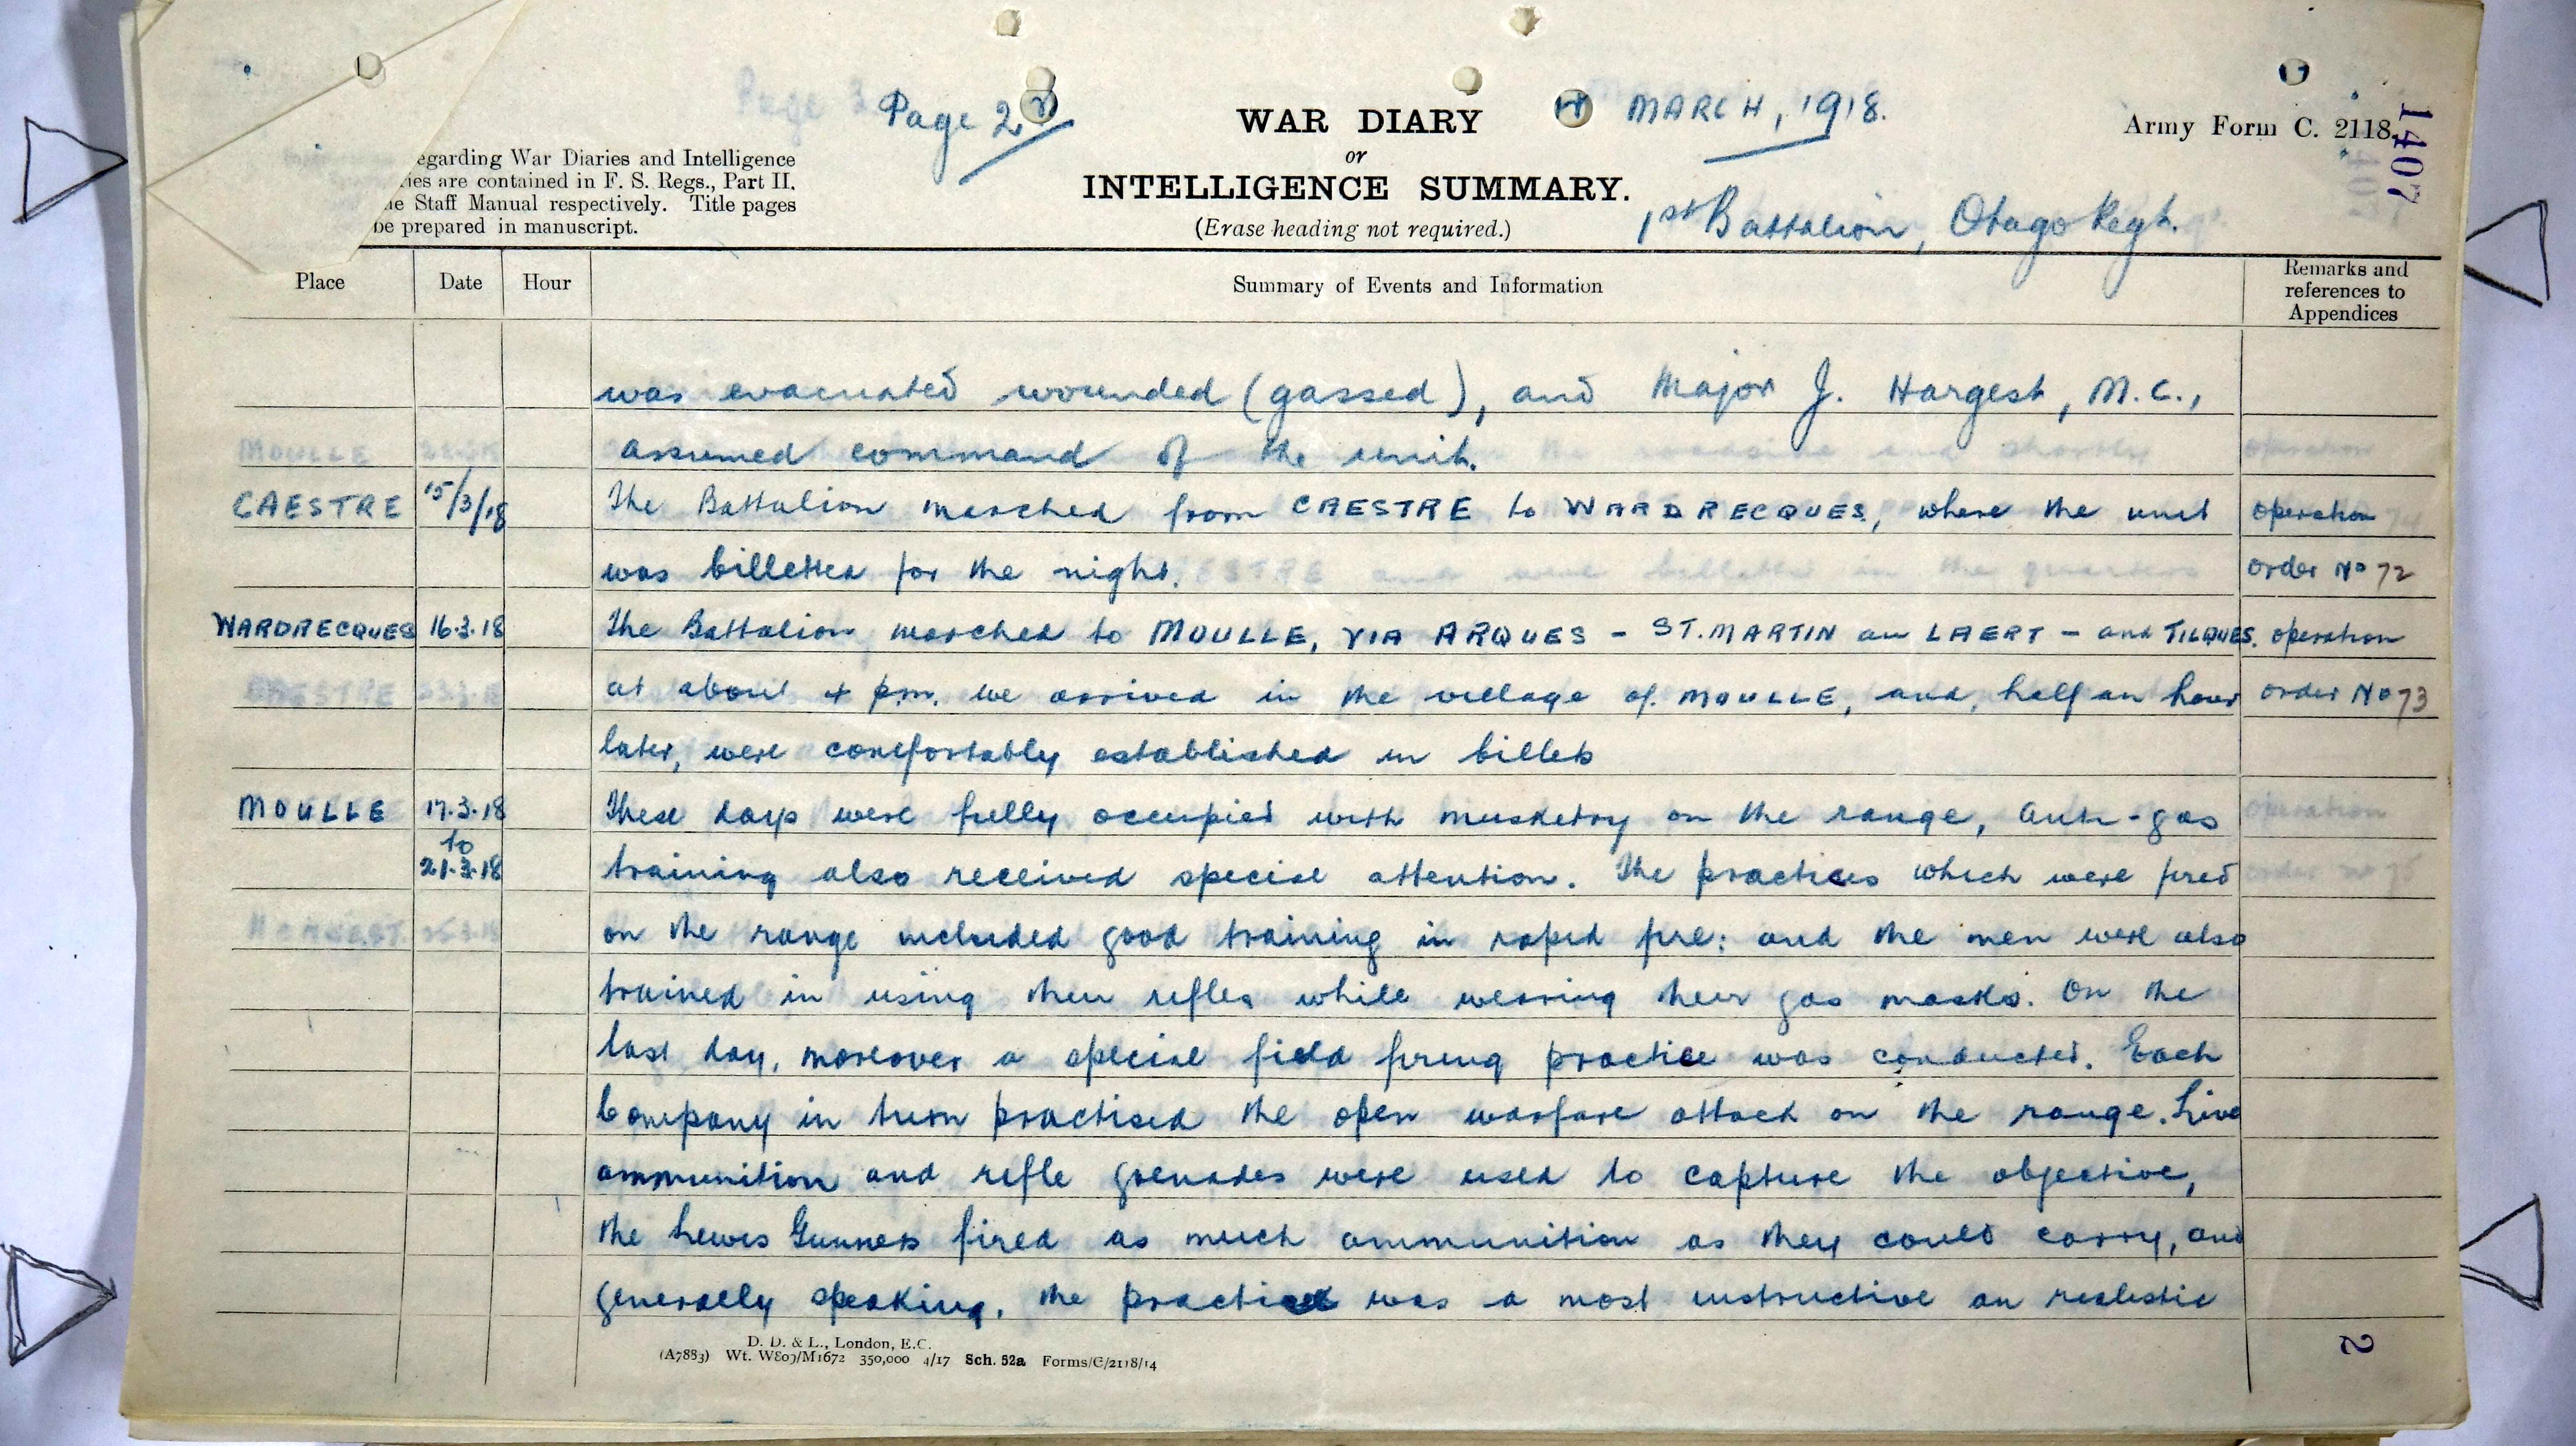 Page 2
WAR DIARY
or
INTELLIGENCE SUMMARY.
(Erase heading not required.)
MARCH, 1918.
1st Battalion, Otago Regt.
Army Form C. 2118.
1407
egarding War Diaries and Intelligence
ies are contained in F. S. Regs., Part II.
e Staff Manual respectively. Title pages
be prepared in manuscript.
Place Date Hour Summary of Events and Information Remarks and references to Appendices
was evacuated wounded (gassed), and Major J. Hargest, M.C.,
assumed command of the unit.
CAESTRE 15/3/18 The Battalion marched from CAESTRE to WARDRECQUES, where the unit operation
was billetted for the night. order No 72
WARDRECQUES 16.3.18 The Battalion marched to MOULLE, VIA ARQUES - ST. MARTIN au LAERT - and TILQUES. operation
at about 4 p.m. we arrived in the village of MOULLE, and, half an hour order No 73
later, were comfortably established in billets
MOULLE 17.3.18 These days were fully occupied with musketry on the range, Anti-gas
to
21.3.18 training also received special attention. The practices which were fired
on the range included good training in rapid fire: and the men were also
trained in using their rifles while wearing their gas masks. On the
last day, moreover a special field firing practice was conducted. Each
Company in turn practised the open warfare attack on the range. Live
ammunition and rifle grenades were used to capture the objective,
the Lewis Gunners fired as much ammunition as they could carry, and
generally speaking, the practice was a most instructive an realistic
D. D. & L., London, E.C.
(A7883) Wt. W809/M1672 350,000 4/17 Sch. 52a Forms/C/2118/14
2